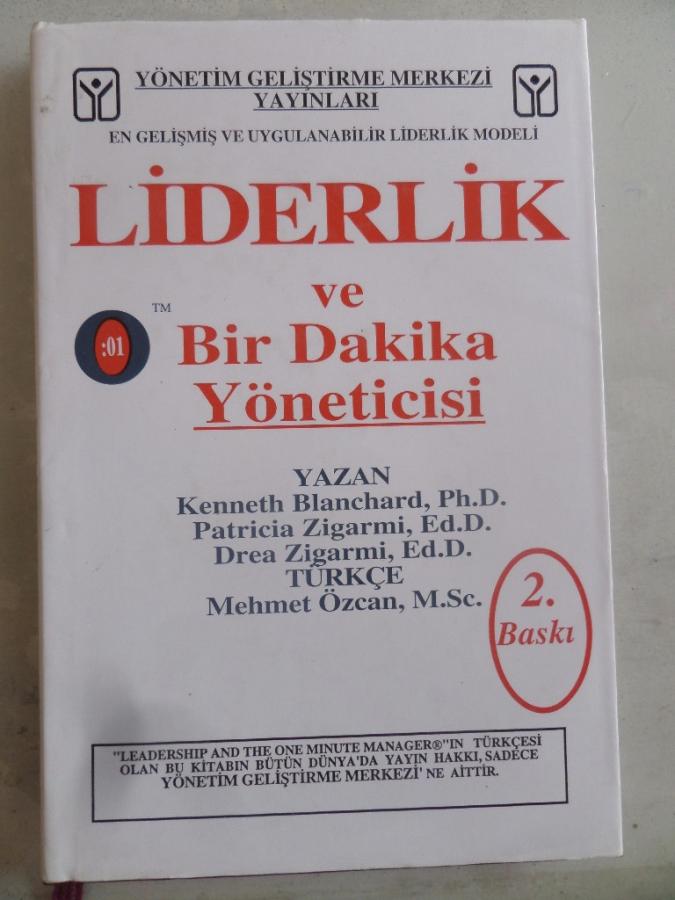 YÖNETİM GELİŞTİRME MERKEZİ
YAYINLARI
EN GELİŞMİŞ VE UYGULANABİLİR LİDERLİK MODELİ
LİDERLİK
ve
TM
:01
Bir Dakika
Yöneticisi
YAZAN
Kenneth Blanchard, Ph.D.
Patricia Zigarmi, Ed.D.
Drea Zigarmi, Ed.D.
TÜRKÇE
Mehmet Özcan, M.Sc.
2.
Baskı
"LEADERSHIP AND THE ONE MINUTE MANAGER®"IN TÜRKÇESİ
OLAN BU KİTABIN BÜTÜN DÜNYA'DA YAYIN HAKKI, SADECE
YÖNETİM GELİŞTİRME MERKEZİ' NE AİTTİR.